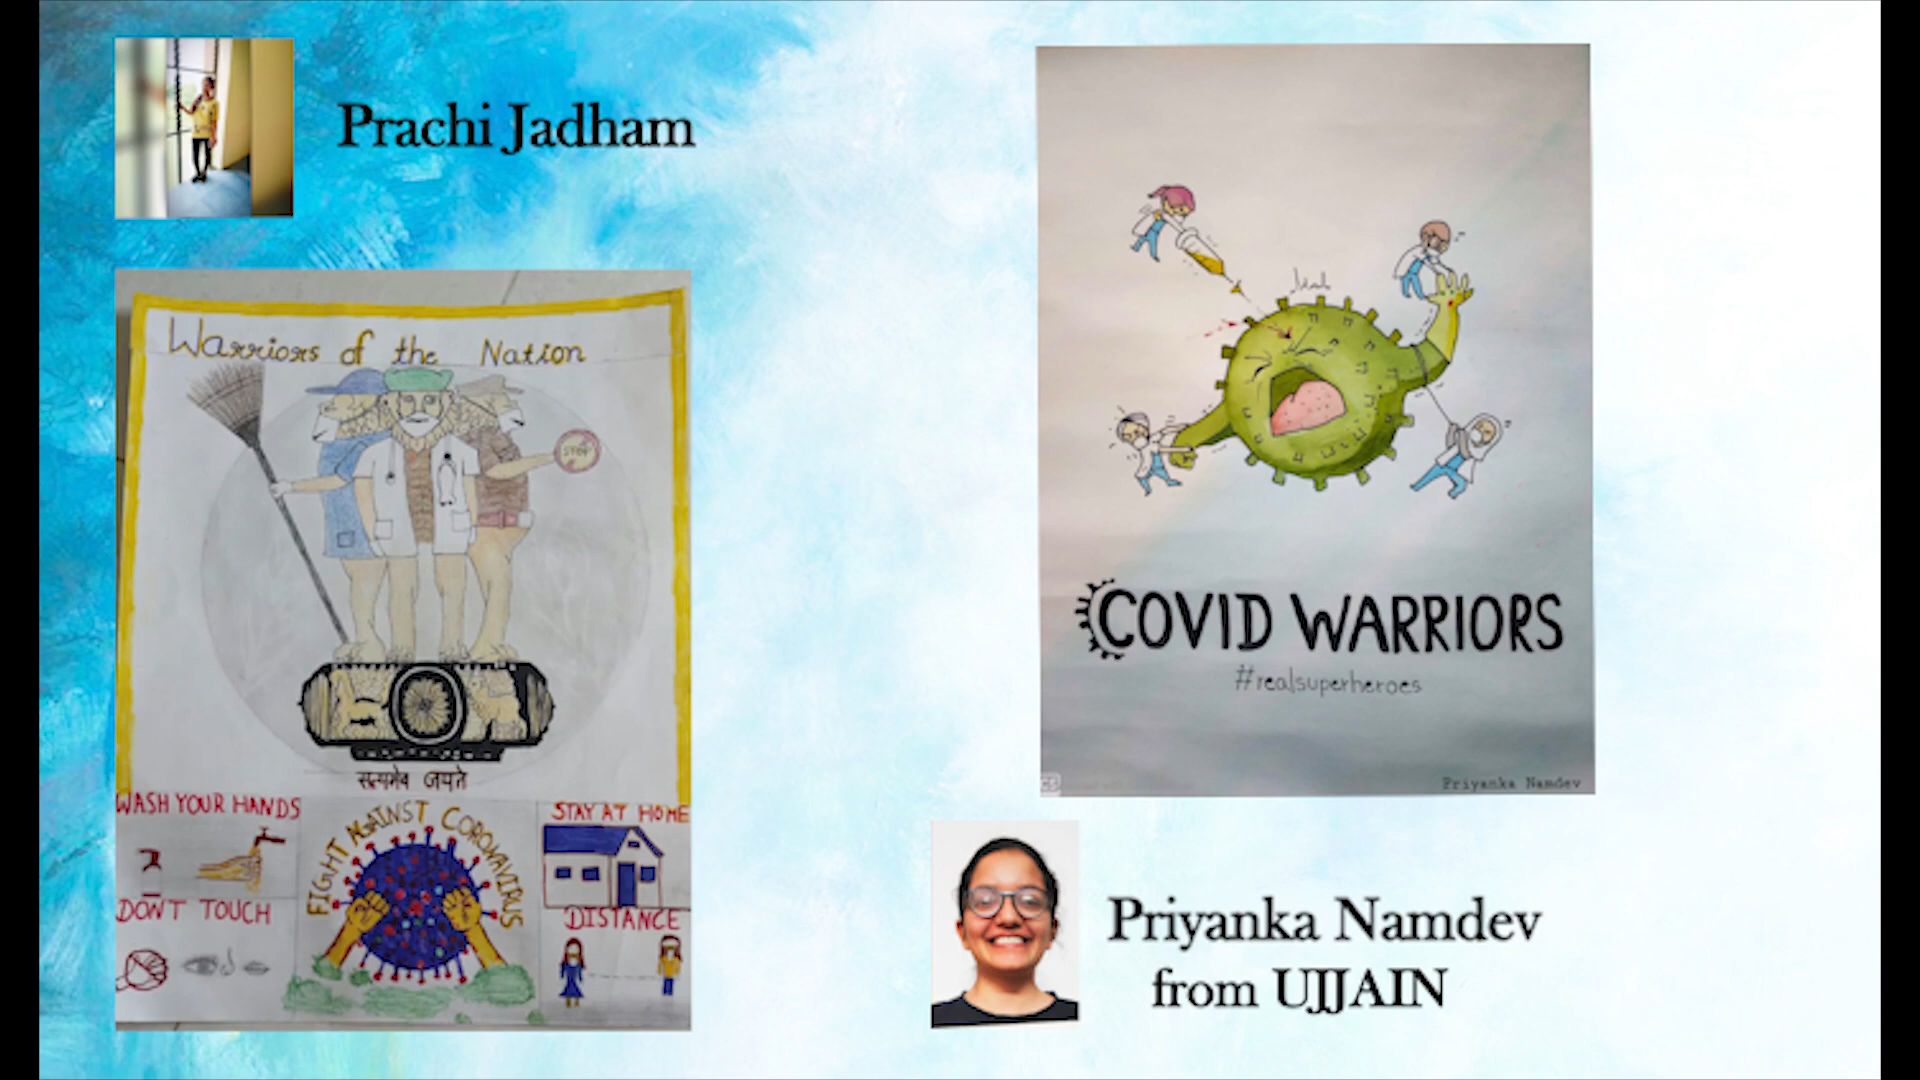 Prachi Jadham
Warriors of the Nation
STOP
सत्यमेव जयते
WASH YOUR HANDS
FIGHT AGAINST CORONAVIRUS
STAY AT HOME
DON'T TOUCH
DISTANCE
COVID WARRIORS
#realsuperheroes
Priyanka Namdev
Priyanka Namdev
from UJJAIN